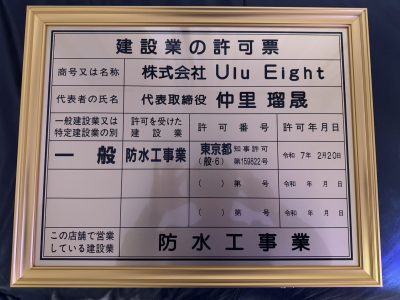 建設業の許可票
商号又は名称 株式会社 Ulu Eight
代表者の氏名 代表取締役 仲里 瑠晟
一般建設業又は特定建設業の別 許可を受けた建設業 許可番号 許可年月日
一般 防水工事業 東京都知事許可(般-6)第159822号 令和 7年 2月20日
( )第 号 令和 年 月 日
( )第 号 令和 年 月 日
この店舗で営業している建設業 防水工事業